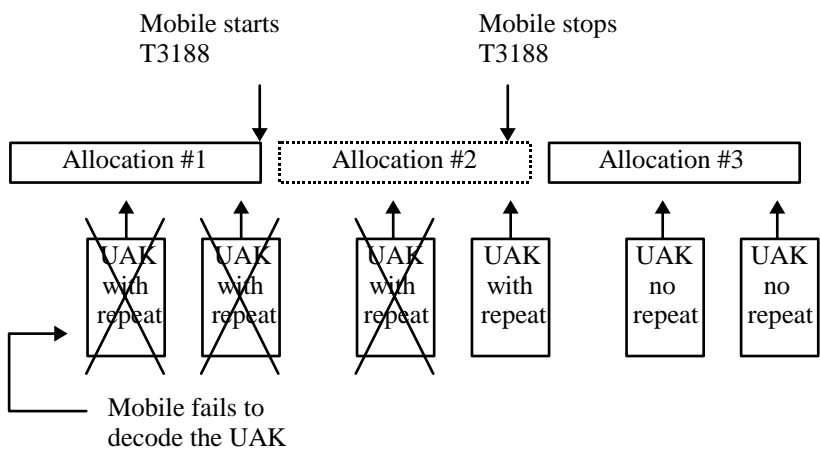 Mobile starts
T3188
Mobile stops
T3188
Allocation #1
Allocation #2
Allocation #3
UAK
with
repeat
UAK
with
repeat
UAK
with
repeat
UAK
with
repeat
UAK
no
repeat
UAK
no
repeat
Mobile fails to
decode the UAK